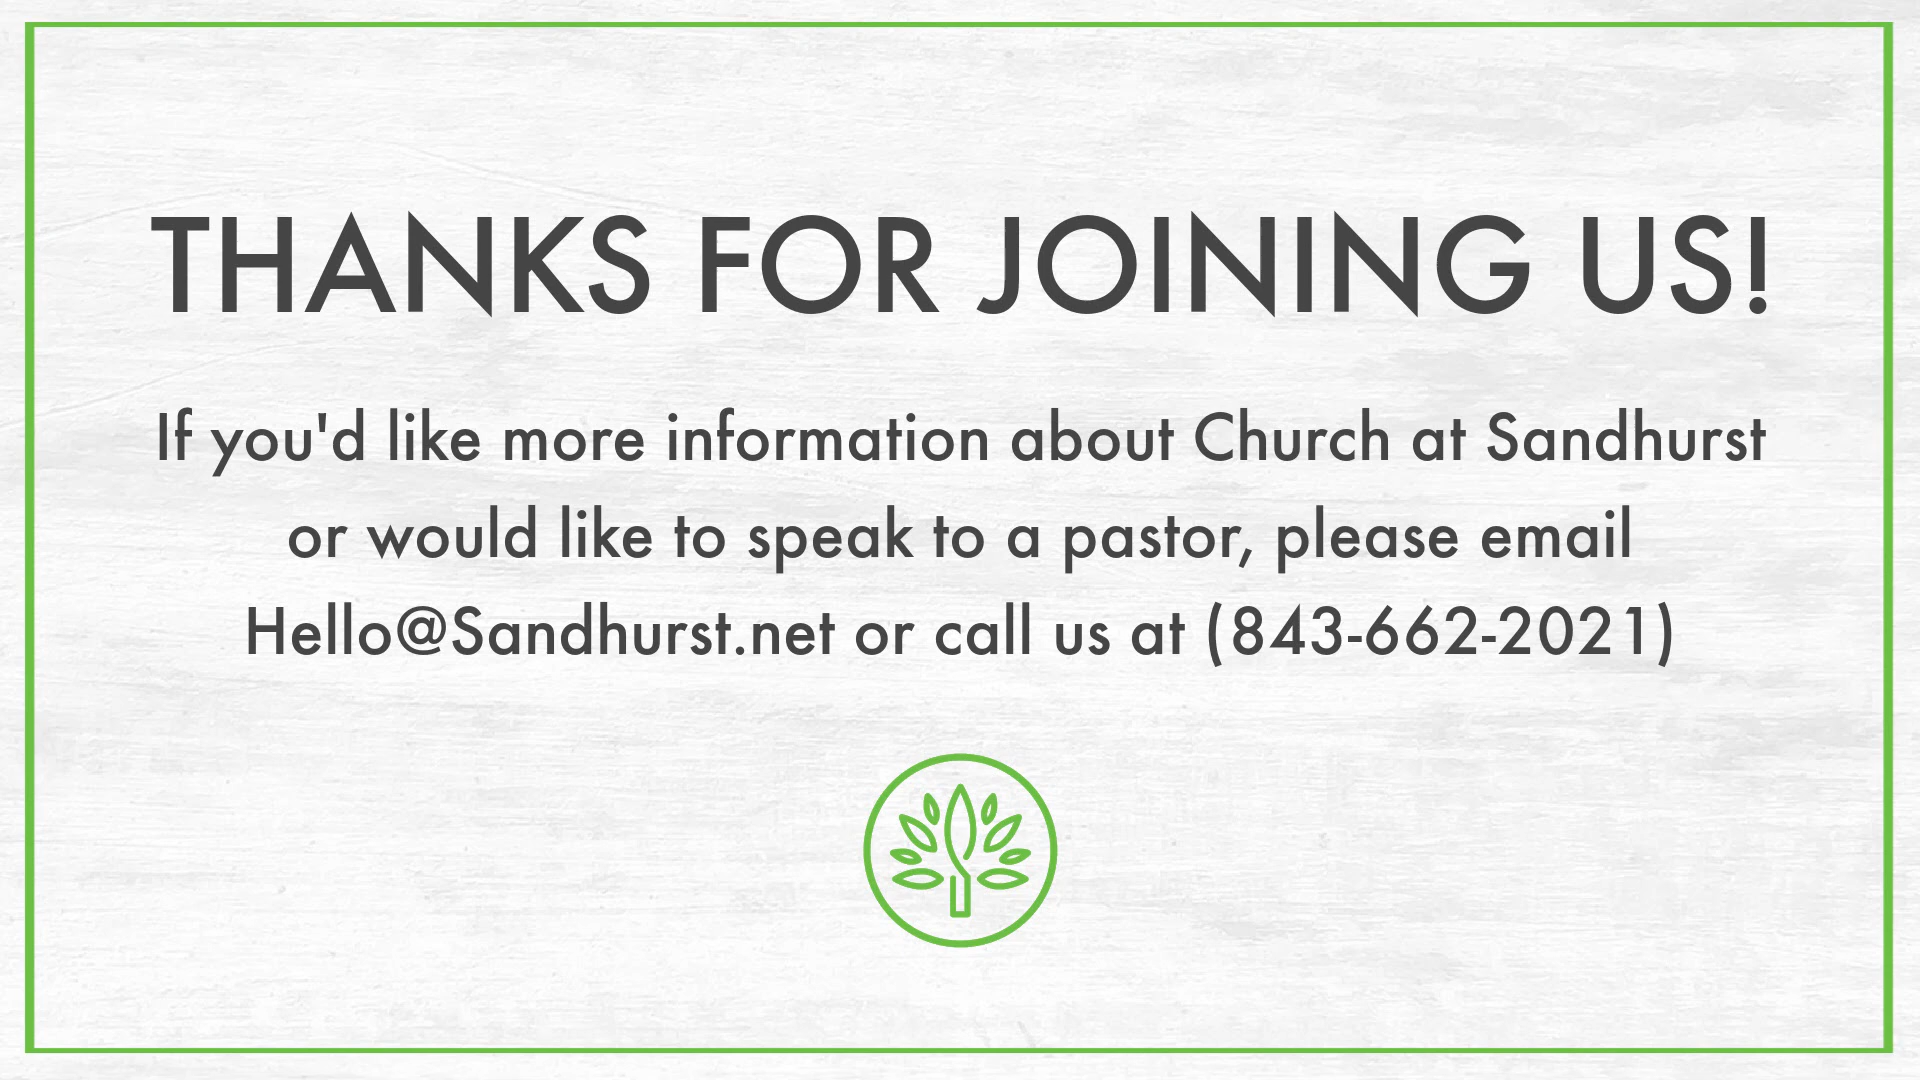 THANKS FOR JOINING US!
If you'd like more information about Church at Sandhurst
or would like to speak to a pastor, please email
Hello@Sandhurst.net or call us at (843-662-2021)